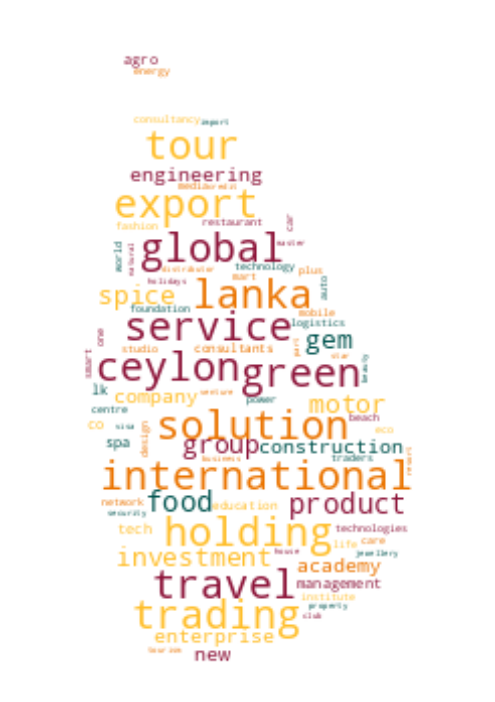 agro
energy
consultancy import
tour
engineering
media credit
export
fashion restaurant car
global master
world natural
distributor technology plus
holidays mart auto
spice lanka
foundation mobile
service logistics
one gem
smart studio consultants part star
ceylon green beauty
lk company venture power
centre motor
co sisa solution beach eco
spa design group construction
business traders resort
international
network food education product
security
tech holding technologies
life care
investment house jewellery
academy
travel management
institute
trading property
club
enterprise
tourism new